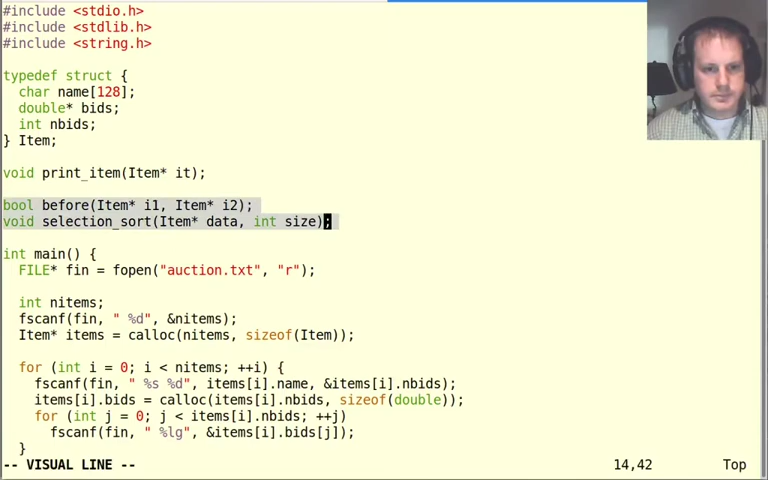 #include <stdio.h>
#include <stdlib.h>
#include <string.h>
typedef struct {
char name[128];
double* bids;
int nbids;
} Item;
void print_item(Item* it);
bool before(Item* i1, Item* i2);
void selection_sort(Item* data, int size);
int main() {
FILE* fin = fopen("auction.txt", "r");
int nitems;
fscanf(fin, " %d", &nitems);
Item* items = calloc(nitems, sizeof(Item));
for (int i = 0; i < nitems; ++i) {
fscanf(fin, " %s %d", items[i].name, &items[i].nbids);
items[i].bids = calloc(items[i].nbids, sizeof(double));
for (int j = 0; j < items[i].nbids; ++j)
fscanf(fin, " %lg", &items[i].bids[j]);
}
-- VISUAL LINE -- 14,42 Top